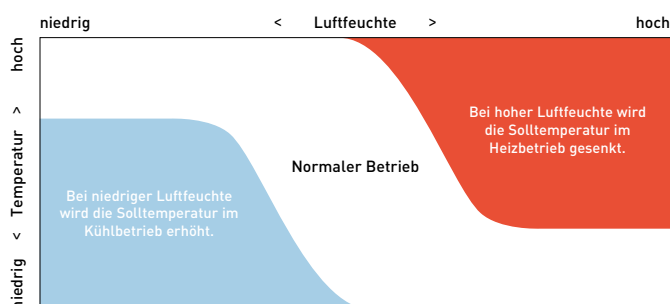 niedrig < Luftfeuchte > hoch
niedrig < Temperatur > hoch
Bei hoher Luftfeuchte wird
die Solltemperatur im
Heizbetrieb gesenkt.
Normaler Betrieb
Bei niedriger Luftfeuchte
wird die Solltemperatur im
Kühlbetrieb erhöht.